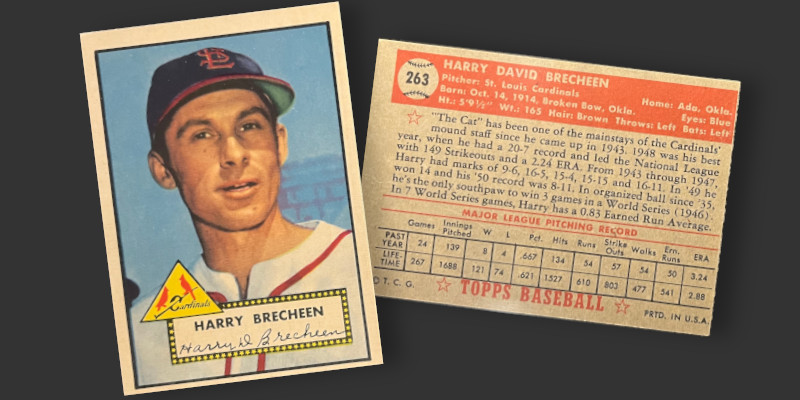 StL
Cardinals
HARRY BRECHEEN
Harry D Brecheen
263
HARRY DAVID BRECHEEN
Pitcher: St. Louis Cardinals Home: Ada, Okla.
Born: Oct. 14, 1914, Broken Bow, Okla. Eyes: Blue
Ht.: 5'9½" Wt.: 165 Hair: Brown Throws: Left Bats: Left
"The Cat" has been one of the mainstays of the Cardinals'
mound staff since he came up in 1943. 1948 was his best
year, when he had a 20-7 record and led the National League
with 149 Strikeouts and a 2.24 ERA. From 1943 through 1947,
Harry had marks of 9-6, 16-5, 15-4, 15-15 and 16-11. In '49 he
won 14 and his '50 record was 8-11. In organized ball since '35,
he's the only southpaw to win 3 games in a World Series (1946).
In 7 World Series games, Harry has a 0.83 Earned Run Average.
MAJOR LEAGUE PITCHING RECORD
Games Innings Pitched W L Pct. Hits Runs Strike Outs Walks Ern. Runs ERA
PAST YEAR 24 139 8 4 .667 134 54 57 54 50 3.24
LIFE-TIME 267 1688 121 74 .621 1527 610 803 477 541 2.88
T. C. G. TOPPS BASEBALL PRTD. IN U.S.A.